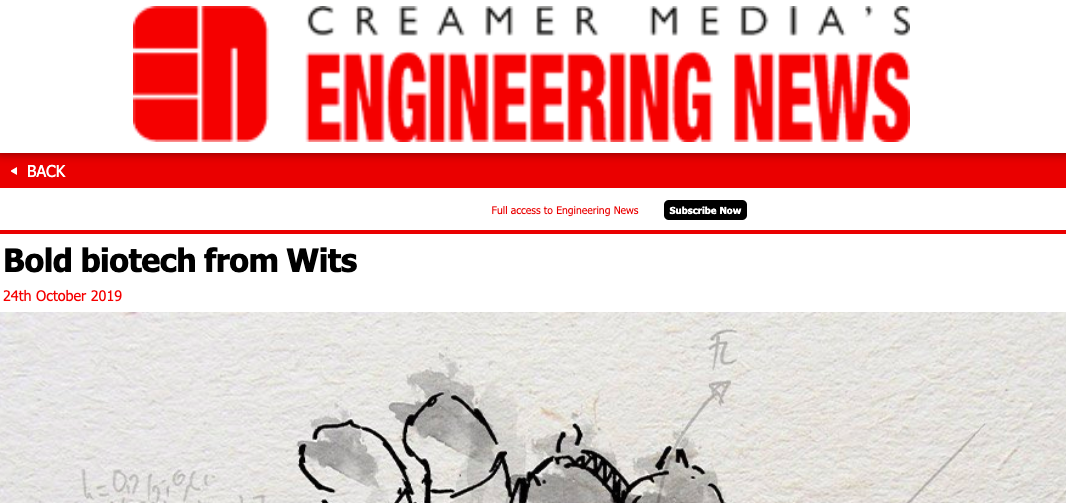 CREAMER MEDIA'S
ENGINEERING NEWS
BACK
Full access to Engineering News Subscribe Now
Bold biotech from Wits
24th October 2019